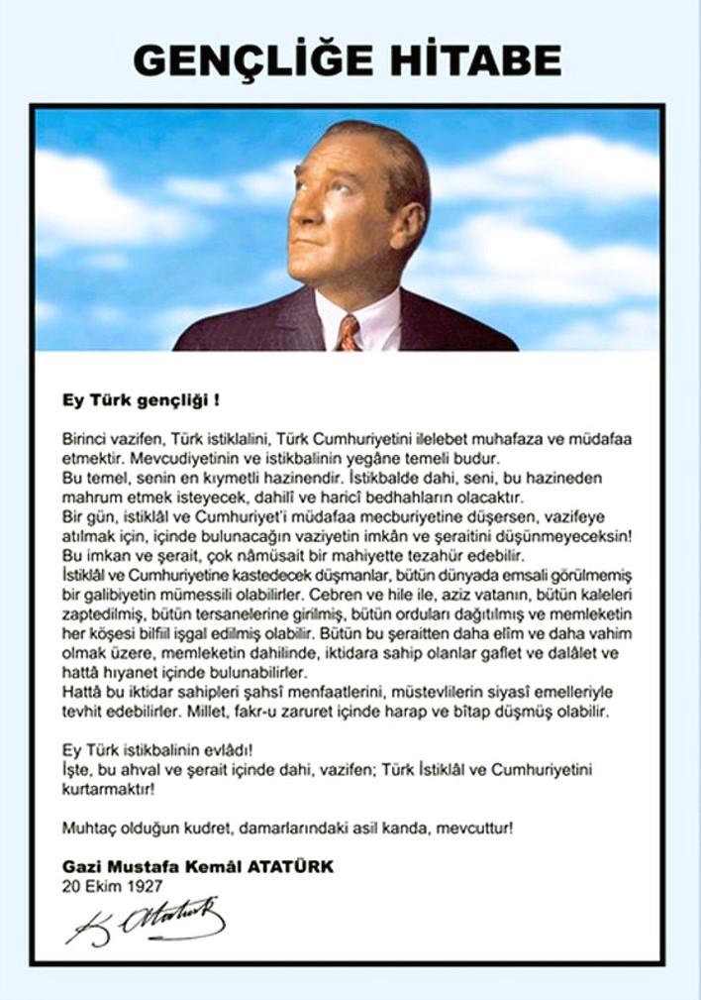 GENÇLİĞE HİTABE
Ey Türk gençliği !
Birinci vazifen, Türk istiklalini, Türk Cumhuriyetini ilelebet muhafaza ve müdafaa
etmektir. Mevcudiyetinin ve istikbalinin yegâne temeli budur.
Bu temel, senin en kıymetli hazinendir. İstikbalde dahi, seni, bu hazineden
mahrum etmek isteyecek, dahilî ve haricî bedhahların olacaktır.
Bir gün, istiklâl ve Cumhuriyet'i müdafaa mecburiyetine düşersen, vazifeye
atılmak için, içinde bulunacağın vaziyetin imkân ve şeraitini düşünmeyeceksin!
Bu imkan ve şerait, çok nâmüsait bir mahiyette tezahür edebilir.
İstiklâl ve Cumhuriyetine kastedecek düşmanlar, bütün dünyada emsali görülmemiş
bir galibiyetin mümessili olabilirler. Cebren ve hile ile, aziz vatanın, bütün kaleleri
zaptedilmiş, bütün tersanelerine girilmiş, bütün orduları dağıtılmış ve memleketin
her köşesi bilfiil işgal edilmiş olabilir. Bütün bu şeraitten daha elîm ve daha vahim
olmak üzere, memleketin dahilinde, iktidara sahip olanlar gaflet ve dalâlet ve
hattâ hıyanet içinde bulunabilirler.
Hattâ bu iktidar sahipleri şahsî menfaatlerini, müstevlilerin siyasî emelleriyle
tevhit edebilirler. Millet, fakr-u zaruret içinde harap ve bîtap düşmüş olabilir.
Ey Türk istikbalinin evlâdı!
İşte, bu ahval ve şerait içinde dahi, vazifen; Türk İstiklâl ve Cumhuriyetini
kurtarmaktır!
Muhtaç olduğun kudret, damarlarındaki asil kanda, mevcuttur!
Gazi Mustafa Kemâl ATATÜRK
20 Ekim 1927
K. Atatürk